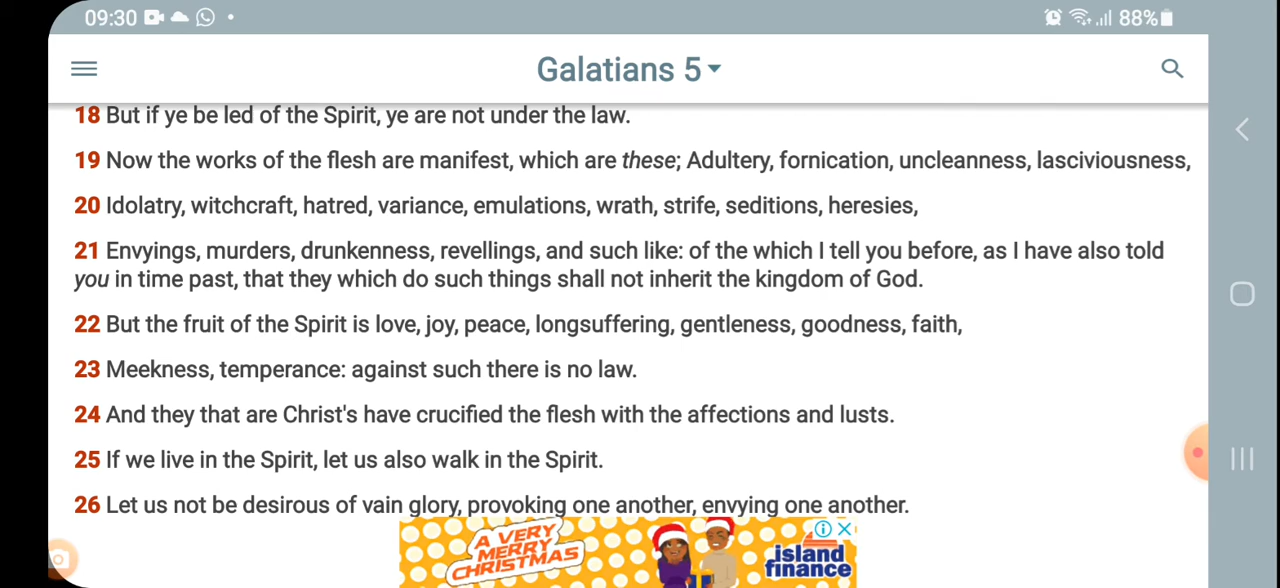 09:30
88%
Galatians 5
18 But if ye be led of the Spirit, ye are not under the law.
19 Now the works of the flesh are manifest, which are these; Adultery, fornication, uncleanness, lasciviousness,
20 Idolatry, witchcraft, hatred, variance, emulations, wrath, strife, seditions, heresies,
21 Envyings, murders, drunkenness, revellings, and such like: of the which I tell you before, as I have also told
you in time past, that they which do such things shall not inherit the kingdom of God.
22 But the fruit of the Spirit is love, joy, peace, longsuffering, gentleness, goodness, faith,
23 Meekness, temperance: against such there is no law.
24 And they that are Christ's have crucified the flesh with the affections and lusts.
25 If we live in the Spirit, let us also walk in the Spirit.
26 Let us not be desirous of vain glory, provoking one another, envying one another.
A VERY
MERRY
CHRISTMAS
island
finance